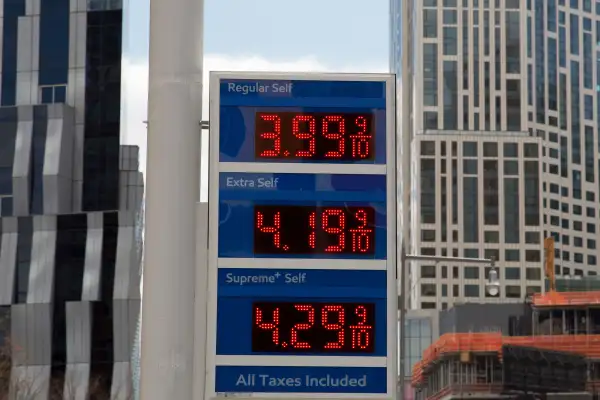 Regular Self
3.99 9/10
Extra Self
4.19 9/10
Supreme+ Self
4.29 9/10
All Taxes Included